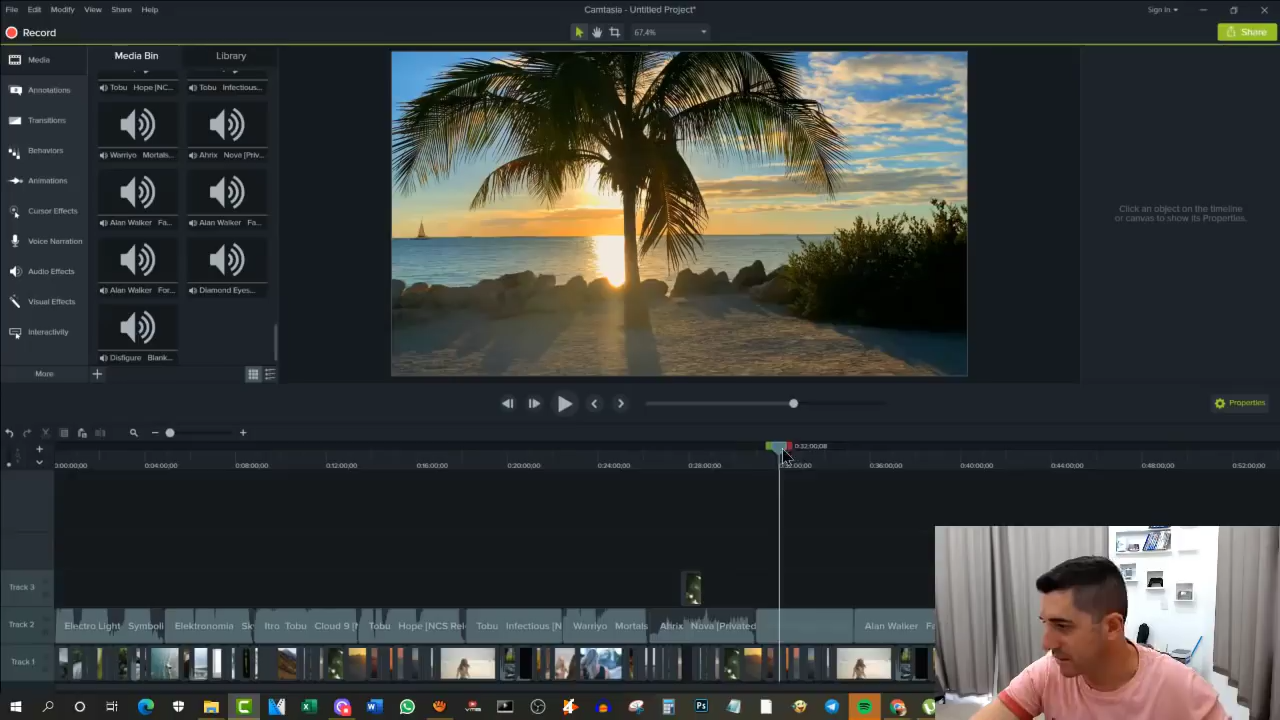 File Edit Modify View Share Help
Camtasia - Untitled Project*
Sign In
Record
67,4%
Share
Media
Annotations
Transitions
Behaviors
Animations
Cursor Effects
Voice Narration
Audio Effects
Visual Effects
Interactivity
More
Media Bin
Library
Tobu Hope [NC...
Tobu Infectious...
Warriyo Mortals...
Ahrix Nova [Priv...
Alan Walker Fa...
Alan Walker Fa...
Alan Walker For...
Diamond Eyes...
Disfigure Blank...
Click an object on the timeline
or canvas to show its Properties.
Properties
0:32:00;08
0:00:00;00 0:04:00;00 0:08:00;00 0:12:00;00 0:16:00;00 0:20:00;00 0:24:00;00 0:28:00;00 0:36:00;00 0:40:00;00 0:44:00;00 0:48:00;00 0:52:00;00
Track 3
Track 2
Electro Light Symboli
Elektronomia Sk
Itro Tobu Cloud 9 [
Tobu Hope [NCS Rel
Tobu Infectious [N
Warriyo Mortals
Ahrix Nova [Privated
Alan Walker Fa
Track 1